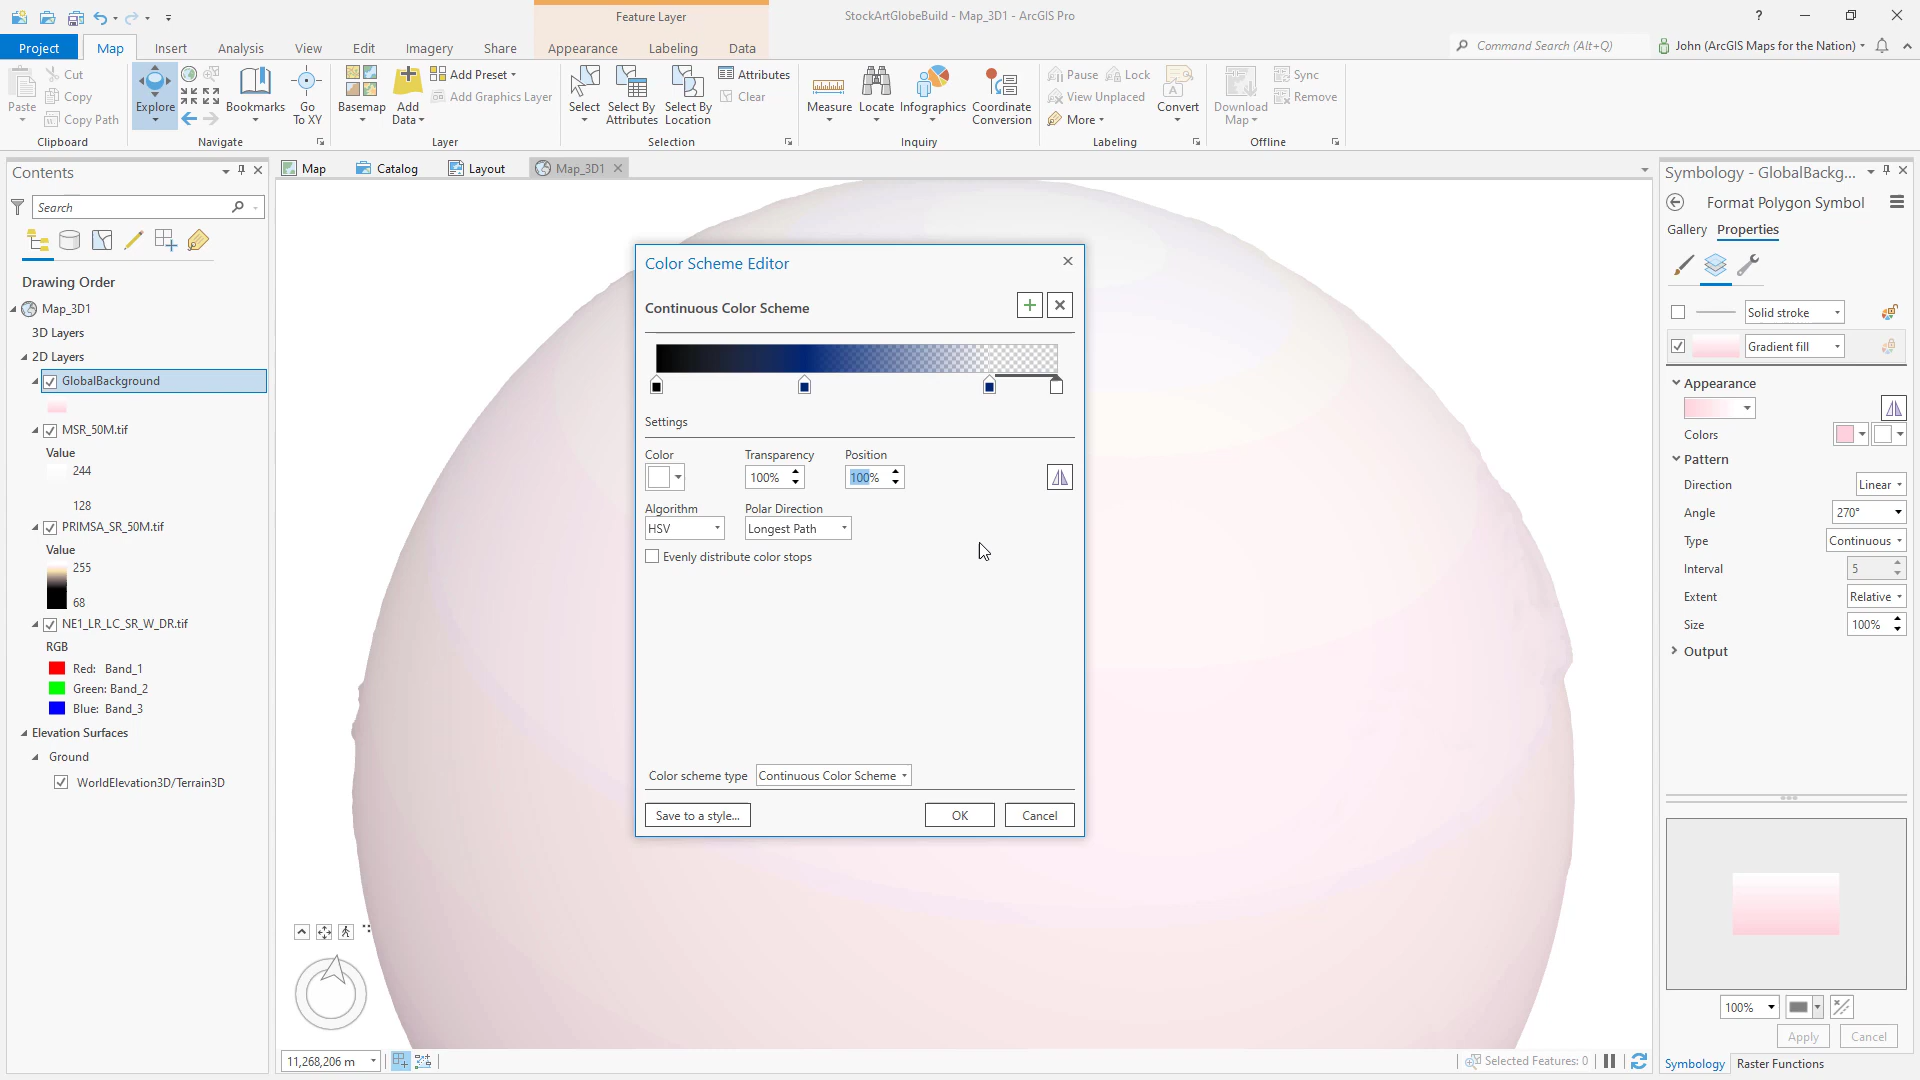 Feature Layer
StockArtGlobeBuild - Map_3D1 - ArcGIS Pro
Project Map Insert Analysis View Edit Imagery Share Appearance Labeling Data
Command Search (Alt+Q)
John (ArcGIS Maps for the Nation)
Paste
Cut
Copy
Copy Path
Clipboard
Explore
Bookmarks
Go To XY
Navigate
Basemap
Add Data
Add Preset
Add Graphics Layer
Layer
Select
Select By Attributes
Select By Location
Attributes
Clear
Selection
Measure
Locate
Infographics
Coordinate Conversion
Inquiry
Pause
Lock
View Unplaced
More
Convert
Labeling
Download Map
Sync
Remove
Offline
Contents
Search
Drawing Order
Map_3D1
3D Layers
2D Layers
GlobalBackground
MSR_50M.tif
Value
244
128
PRIMSA_SR_50M.tif
Value
255
68
NE1_LR_LC_SR_W_DR.tif
RGB
Red: Band_1
Green: Band_2
Blue: Band_3
Elevation Surfaces
Ground
WorldElevation3D/Terrain3D
Map Catalog Layout Map_3D1
Color Scheme Editor
Continuous Color Scheme
Settings
Color Transparency Position
100% 100%
Algorithm Polar Direction
HSV Longest Path
Evenly distribute color stops
Color scheme type Continuous Color Scheme
Save to a style... OK Cancel
11,268,206 m
Selected Features: 0
Symbology - GlobalBackg...
Format Polygon Symbol
Gallery Properties
Solid stroke
Gradient fill
Appearance
Colors
Pattern
Direction Linear
Angle 270°
Type Continuous
Interval 5
Extent Relative
Size 100%
Output
100%
Apply Cancel
Symbology Raster Functions